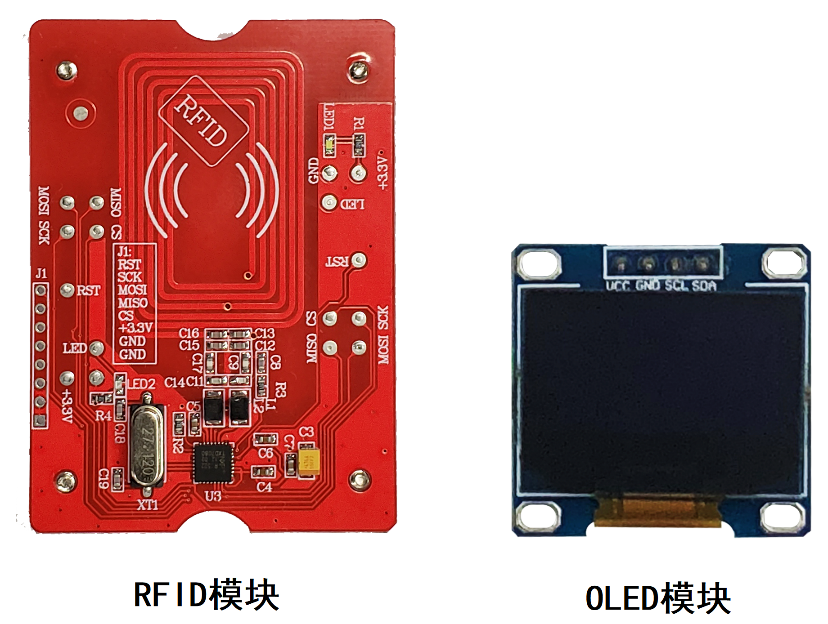 RFID
LED1
R1
GND
+3.3V
LED
MOSI
MISO
SCK
CS
J1:
RST
SCK
MOSI
MISO
CS
+3.3V
GND
GND
J1
RST
RST
LED
+3.3V
CS
SCK
MISO
MOSI
C16
C13
C15
C12
C17
C9
C8
C14
C11
R3
LED2
L2
L1
R4
C18
C5
R2
C3
C6
C7
27.120
C19
C4
XT1
U3
VCC GND SCL SDA
RFID模块
OLED模块